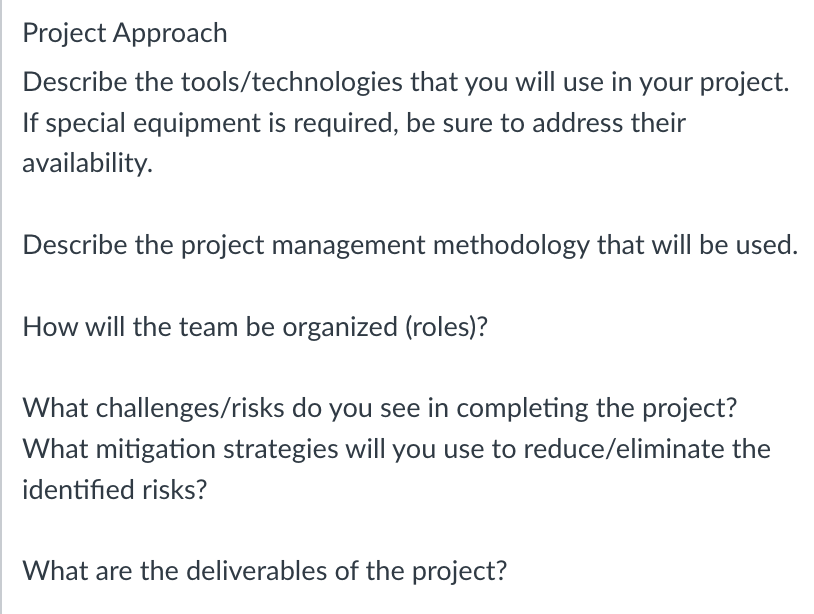 Project Approach
Describe the tools/technologies that you will use in your project.
If special equipment is required, be sure to address their
availability.
Describe the project management methodology that will be used.
How will the team be organized (roles)?
What challenges/risks do you see in completing the project?
What mitigation strategies will you use to reduce/eliminate the
identified risks?
What are the deliverables of the project?